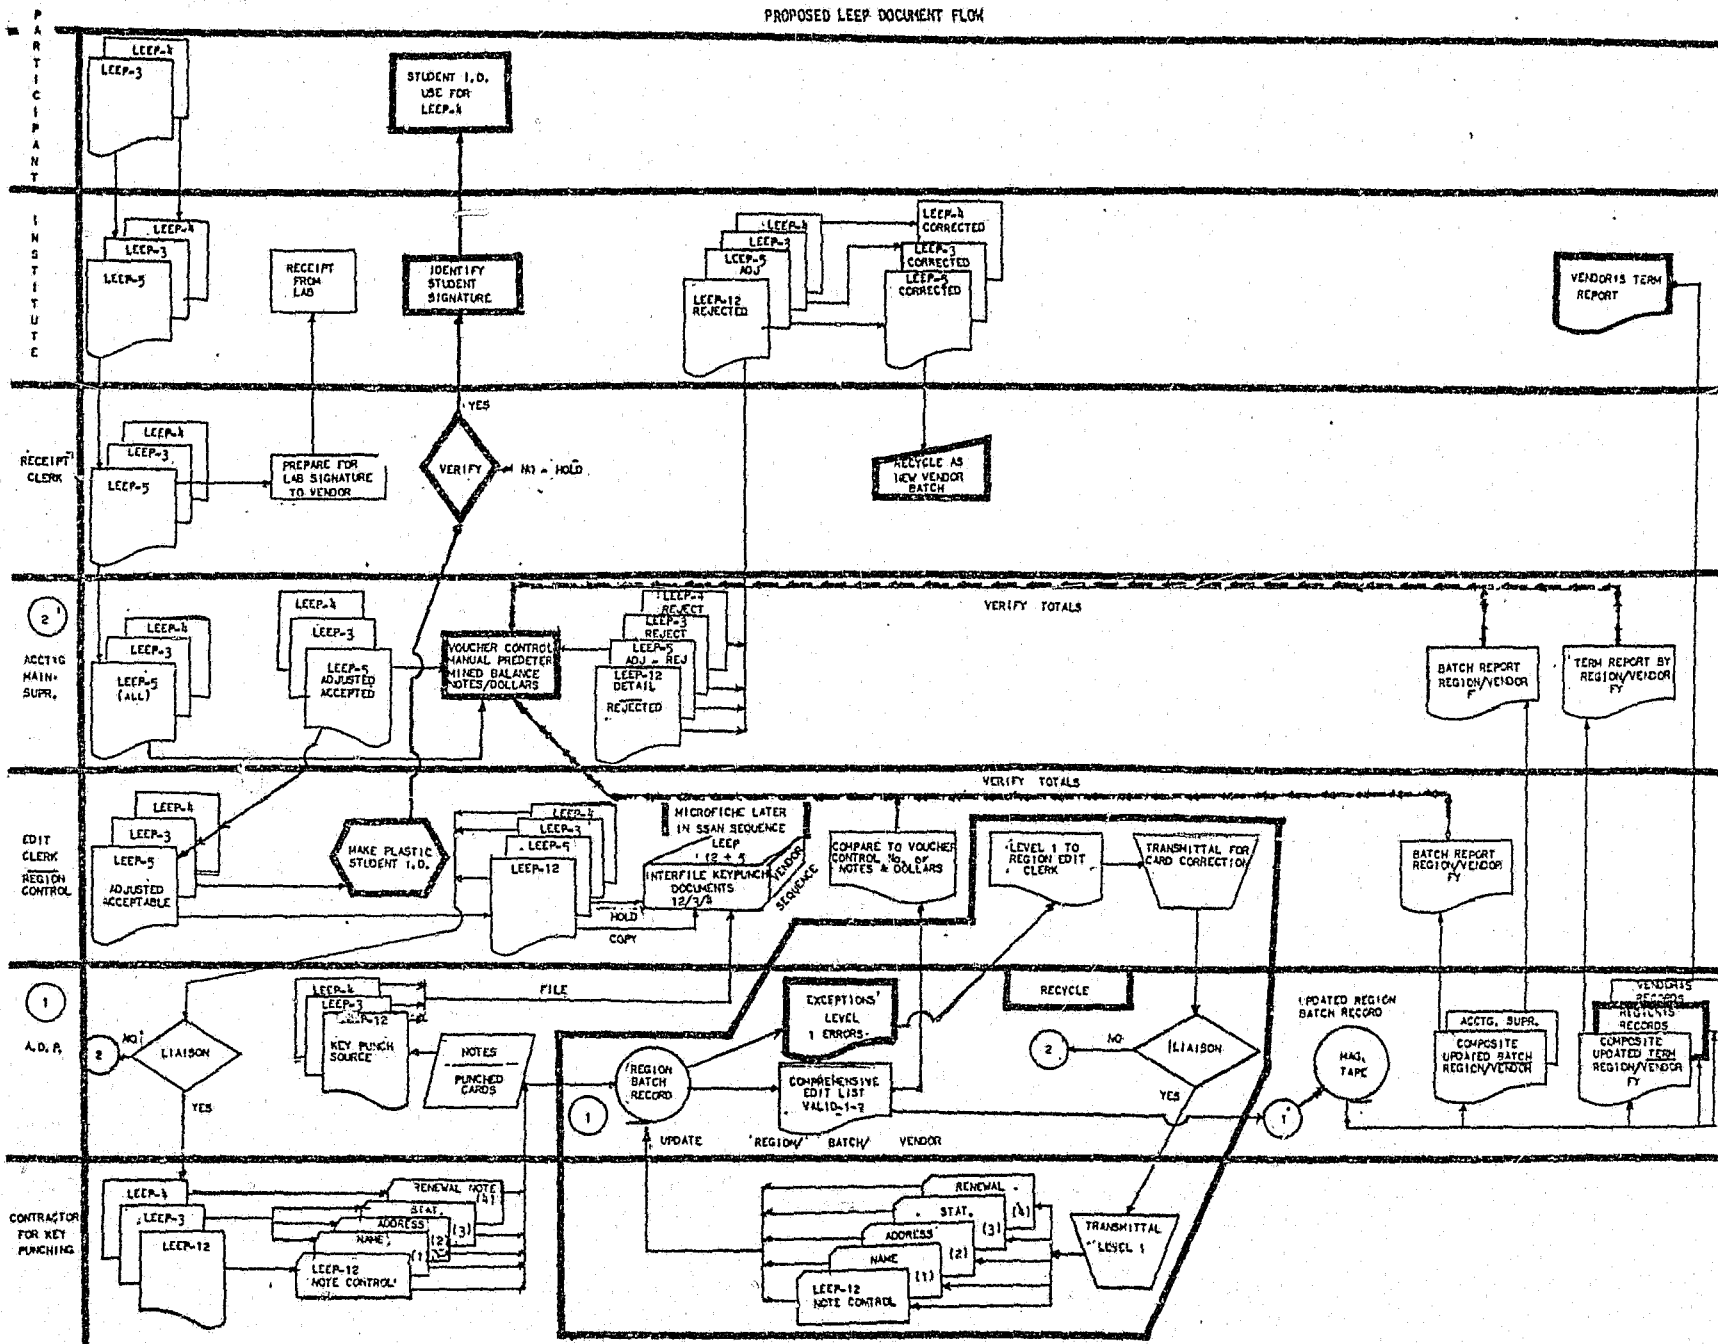 PROPOSED LEEP DOCUMENT FLOW
PARTICIPANT
LEEP-4
LEEP-3
STUDENT I.D.
USE FOR
LEEP-4
INSTITUTE
LEEP-4
LEEP-3
LEEP-5
RECEIPT
FROM
LAB
IDENTIFY
STUDENT
SIGNATURE
LEEP-4
LEEP-3
LEEP-5
ADJ
LEEP-12
REJECTED
LEEP-4
CORRECTED
LEEP-3
CORRECTED
LEEP-5
CORRECTED
VENDORIS TERM
REPORT
RECEIPT
CLERK
LEEP-4
LEEP-3
LEEP-5
PREPARE FOR
LAB SIGNATURE
TO VENDOR
YES
VERIFY
NO - HOLD
RECYCLE AS
NEW VENDOR
BATCH
2
ACCTG
MAIN-
SUPR.
LEEP-4
LEEP-3
LEEP-5
(ALL)
LEEP-4
LEEP-3
LEEP-5
ADJUSTED
ACCEPTED
VOUCHER CONTROL
MANUAL PREDETER
MINED BALANCE
NOTES/DOLLARS
LEEP-4
REJECT
LEEP-3
REJECT
LEEP-5
ADJ - REJ
LEEP-12
DETAIL
REJECTED
VERIFY TOTALS
BATCH REPORT
REGION/VENDOR
F
TERM REPORT BY
REGION/VENDOR
FY
EDIT
CLERK
REGION
CONTROL
LEEP-4
LEEP-3
LEEP-5
ADJUSTED
ACCEPTABLE
MAKE PLASTIC
STUDENT I.D.
LEEP-4
LEEP-3
LEEP-5
LEEP-12
HOLD
COPY
MICROFICHE LATER
IN SSAN SEQUENCE
LEEP
12 + 5
INTERFILE KEYPUNCH
DOCUMENTS
12/3/4
VENDOR
SEQUENCE
VERIFY TOTALS
COMPARE TO VOUCHER
CONTROL No. OF
NOTES & DOLLARS
LEVEL 1 TO
REGION EDIT
CLERK
TRANSMITTAL FOR
CARD CORRECTION
BATCH REPORT
REGION/VENDOR
FY
1
A.D.P.
NO
2
LIAISON
YES
LEEP-4
LEEP-3
LEEP-12
KEY PUNCH
SOURCE
FILE
NOTES
PUNCHED
CARDS
REGION
BATCH
RECORD
1
EXCEPTIONS
LEVEL
1 ERRORS
COMPREHENSIVE
EDIT LIST
VALID-1-2
UPDATE REGION/ BATCH/ VENDOR
RECYCLE
2
NO
LIAISON
YES
1
UPDATED REGION
BATCH RECORD
MAG.
TAPE
ACCTG. SUPR.
COMPOSITE
UPDATED BATCH
REGION/VENDOR
VENDORIS
RECORDS
REGIONIS
RECORDS
COMPOSITE
UPDATED TERM
REGION/VENDOR
FY
CONTRACTOR
FOR KEY
PUNCHING
LEEP-4
LEEP-3
LEEP-12
RENEWAL NOTE
(4)
STAT.
(3)
ADDRESS
(2)
NAME
(1)
LEEP-12
NOTE CONTROL
RENEWAL
(4)
STAT.
(3)
ADDRESS
(2)
NAME
(1)
LEEP-12
NOTE CONTROL
TRANSMITTAL
LEVEL 1